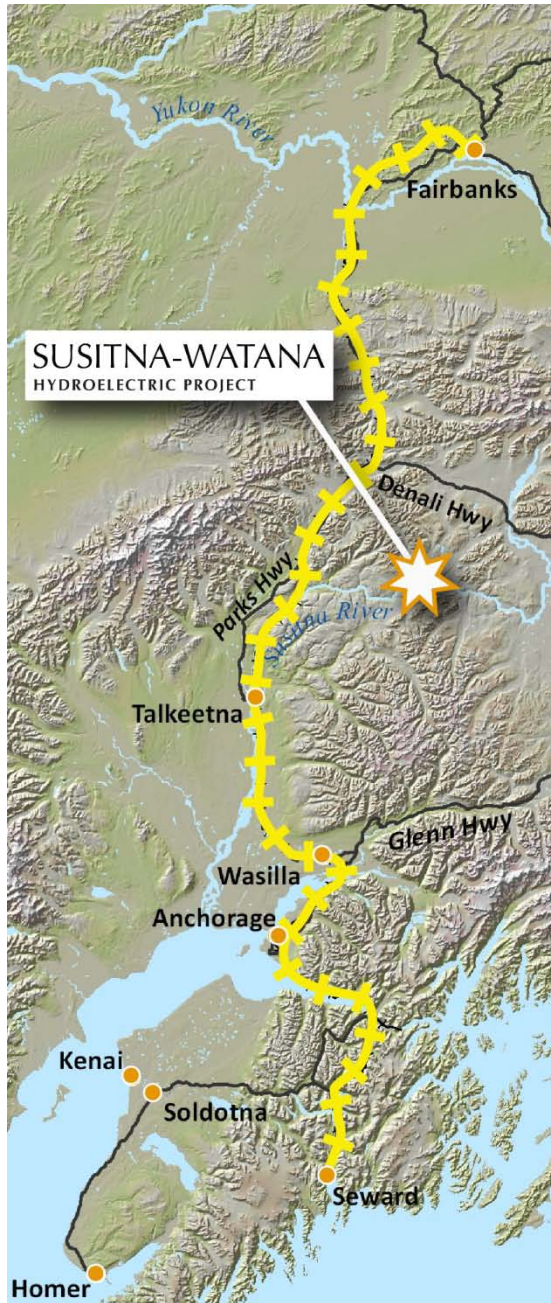 Yukon River
Fairbanks
SUSITNA-WATANA
HYDROELECTRIC PROJECT
Denali Hwy
Parks Hwy
Susitna River
Talkeetna
Glenn Hwy
Wasilla
Anchorage
Kenai
Soldotna
Seward
Homer